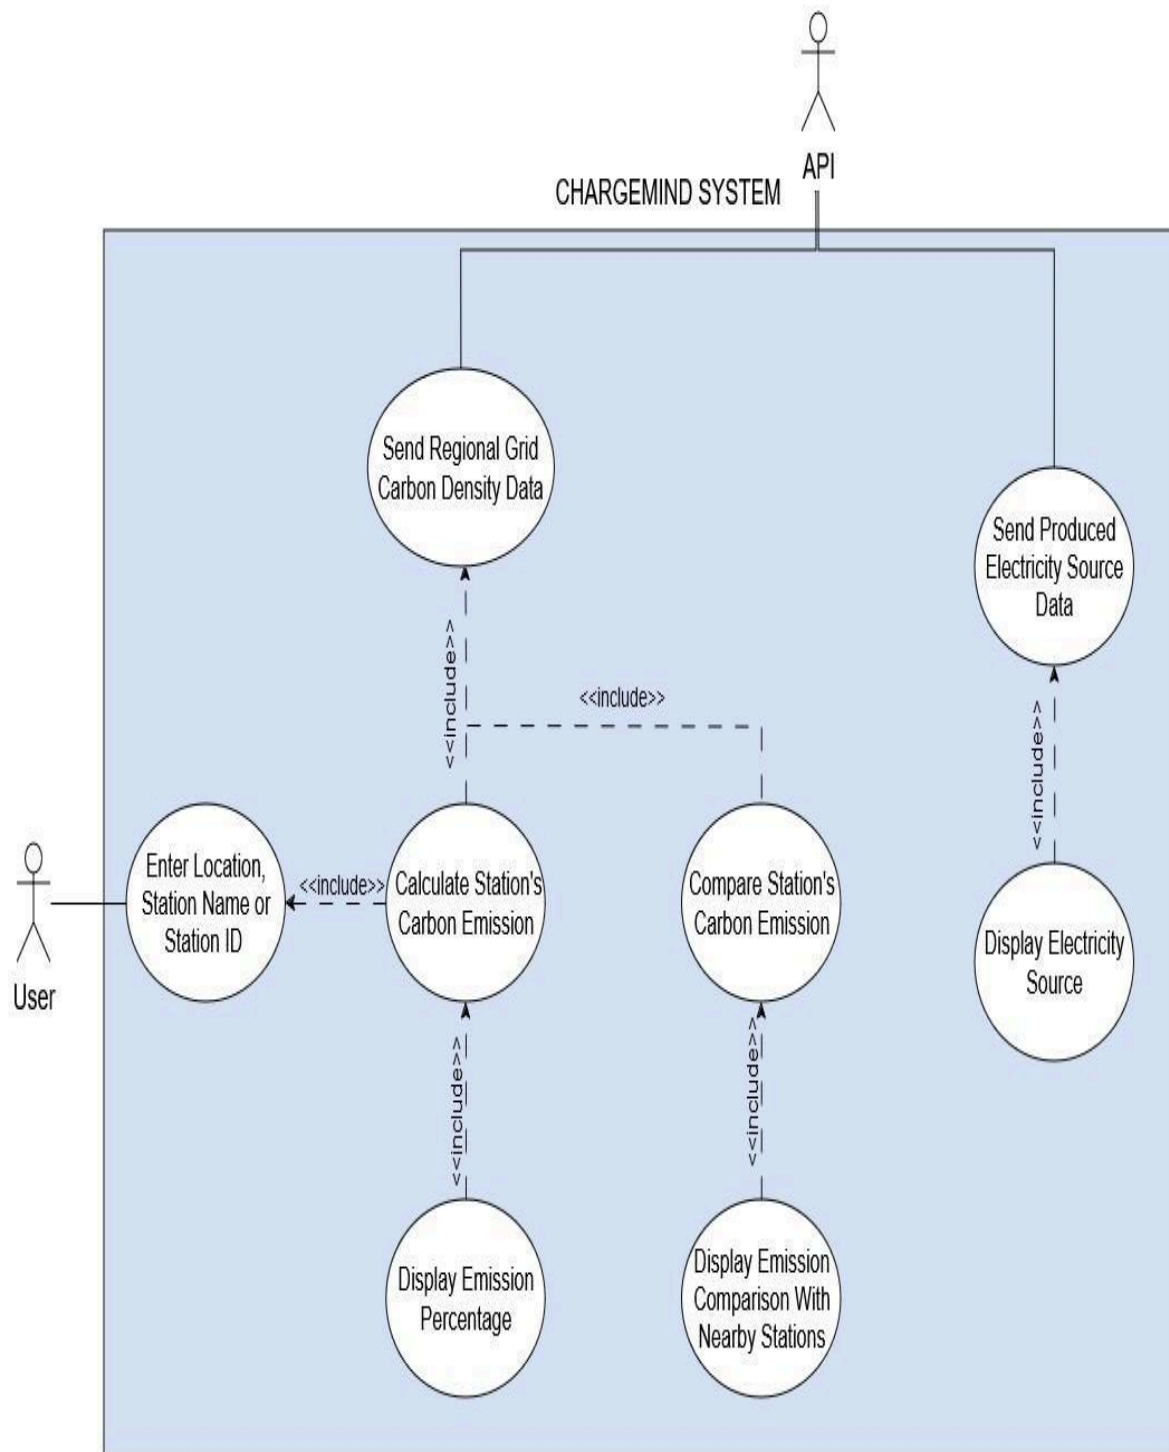 API
CHARGEMIND SYSTEM
Send Regional Grid
Carbon Density Data
Send Produced
Electricity Source
Data
<<include>>
<<include>>
<<include>>
Enter Location,
Station Name or
Station ID
<<include>>
Calculate Station's
Carbon Emission
Compare Station's
Carbon Emission
Display Electricity
Source
User
<<include>>
<<include>>
Display Emission
Percentage
Display Emission
Comparison With
Nearby Stations